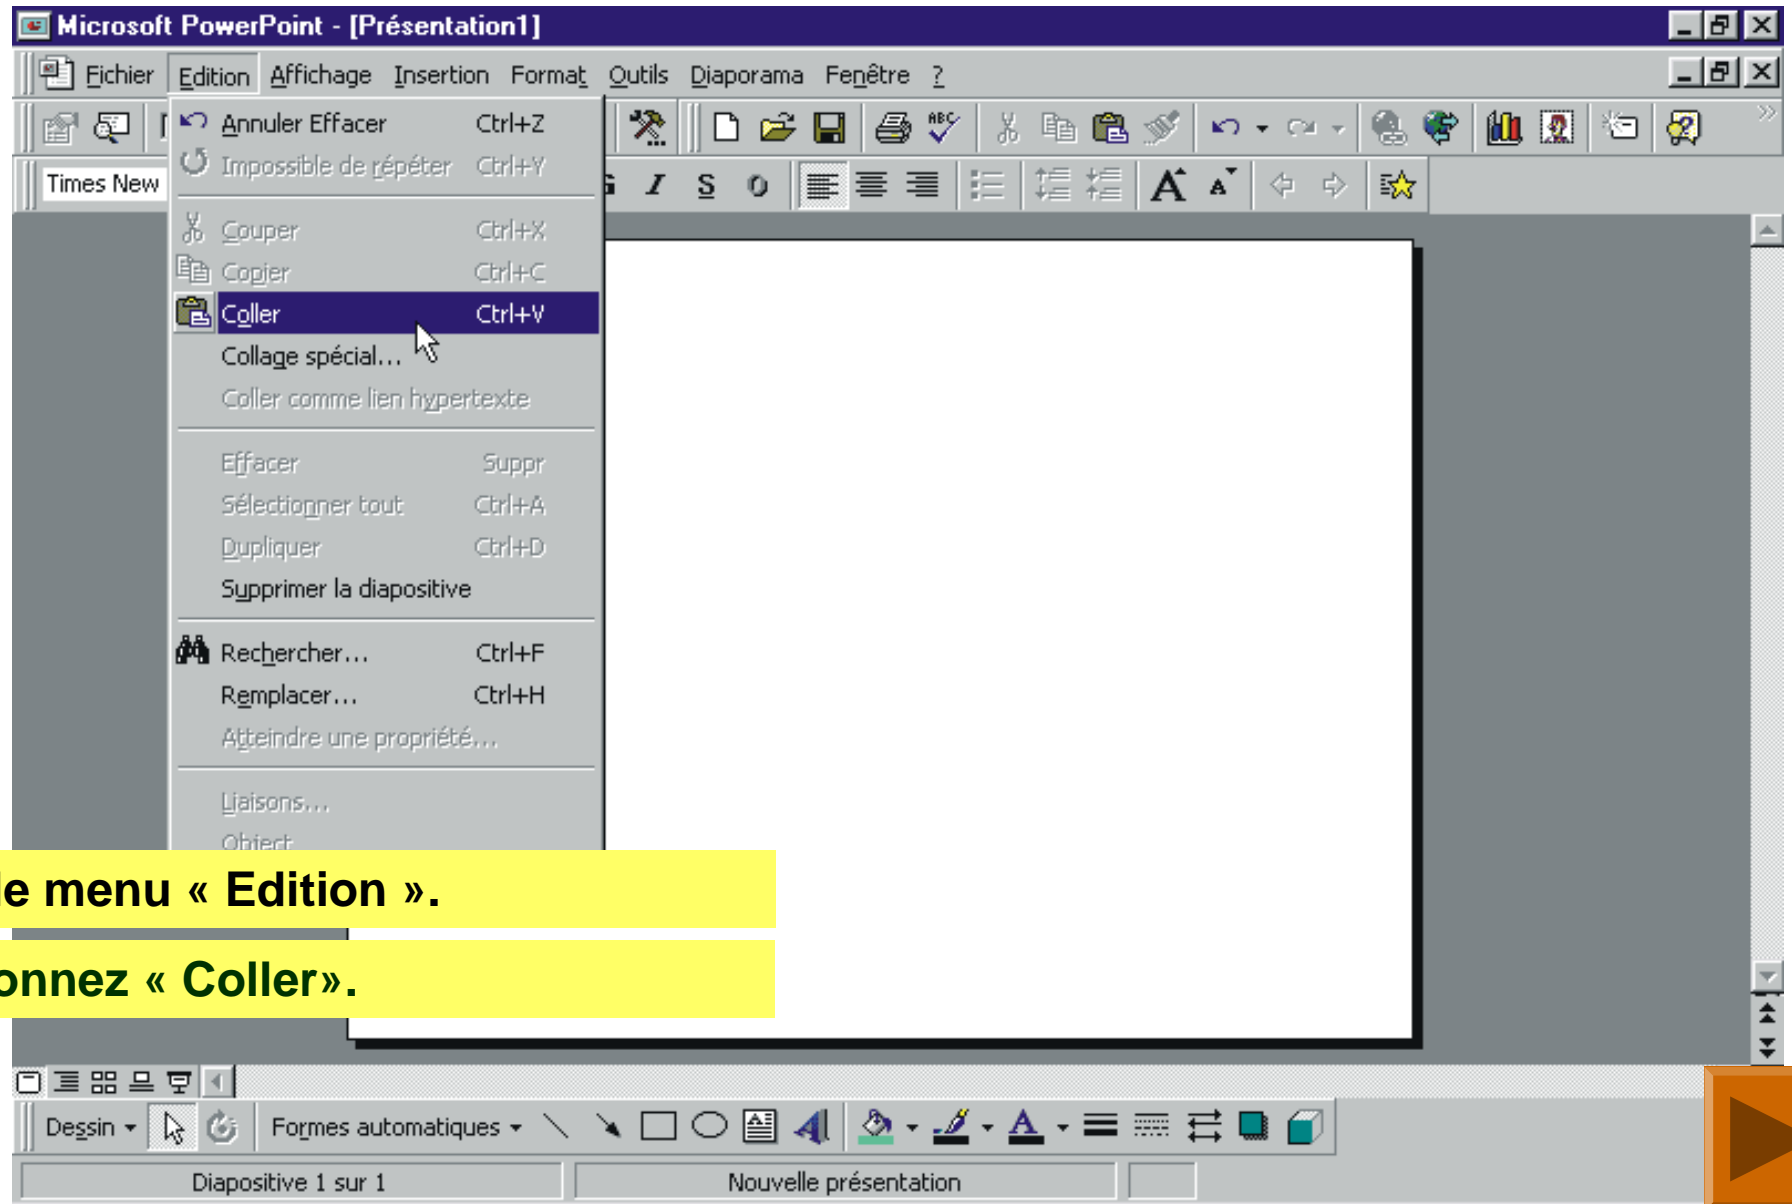 Microsoft PowerPoint - [Présentation1]
Fichier Edition Affichage Insertion Format Outils Diaporama Fenêtre ?
Annuler Effacer Ctrl+Z
ABC
Impossible de répéter Ctrl+Y
Times New
I S
A A
Couper Ctrl+X
Copier Ctrl+C
Coller Ctrl+V
Collage spécial...
Coller comme lien hypertexte
Effacer Suppr
Sélectionner tout Ctrl+A
Dupliquer Ctrl+D
Supprimer la diapositive
Rechercher... Ctrl+F
Remplacer... Ctrl+H
Atteindre une propriété...
Liaisons...
Object
le menu « Edition ».
onnez « Coller».
Dessin Formes automatiques A A
Diapositive 1 sur 1 Nouvelle présentation